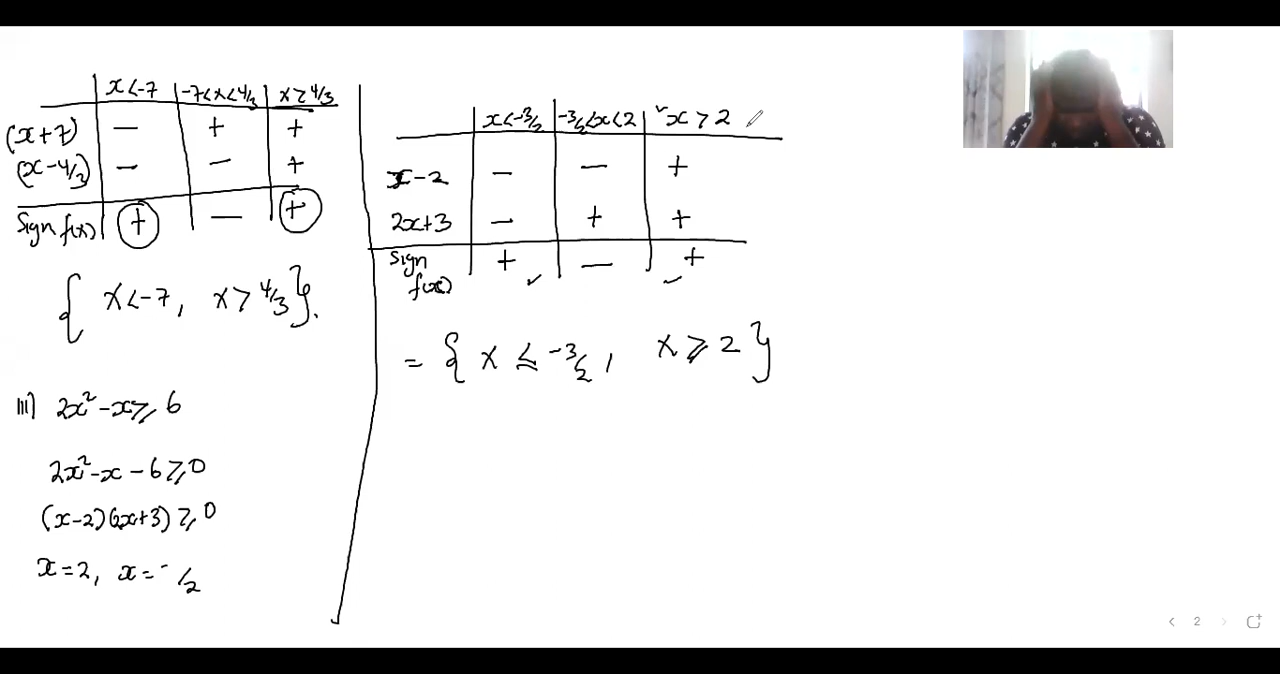 x<-7 -7<x<4/3 x>4/3
(x+7) − + +
(x-4/3) − − +
Sign f(x) + − +
{ x<-7, x>4/3}.
III) 2x²-x≥6
2x²-x-6≥0
(x-2)(2x+3)≥0
x=2, x=-/2
x<-3/2 -3/2<x<2 x>2
x-2 − − +
2x+3 − + +
Sign f(x) + ✓ − ✓ +
= { x ≤ -3/2, x ≥ 2 }
< 2 >